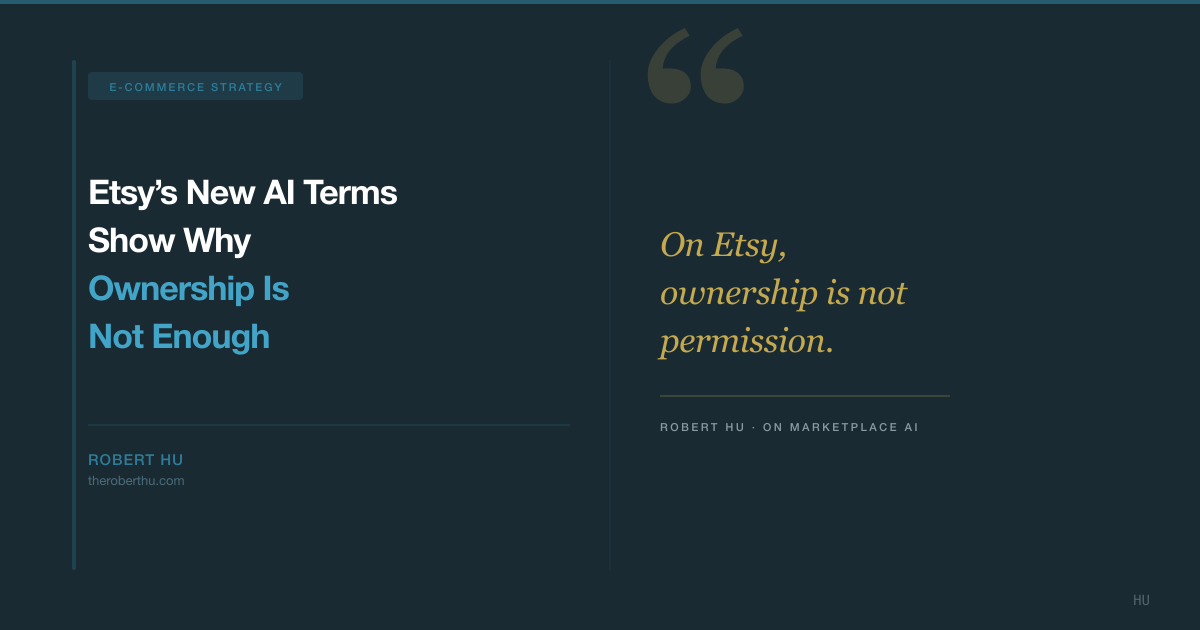 E-COMMERCE STRATEGY
Etsy’s New AI Terms
Show Why
Ownership Is
Not Enough
ROBERT HU
theroberthu.com
“
On Etsy,
ownership is not
permission.
ROBERT HU · ON MARKETPLACE AI
HU